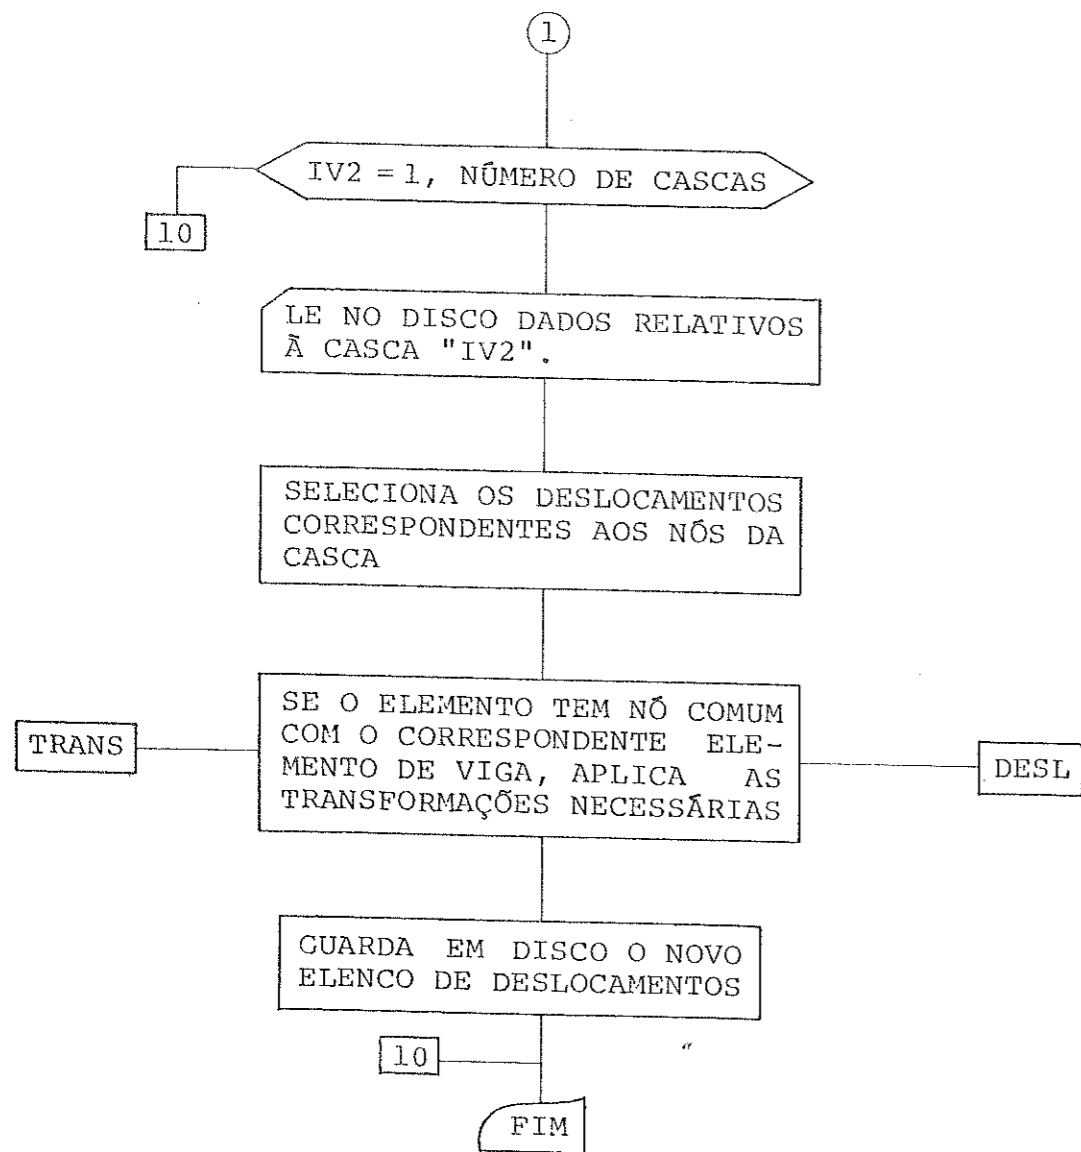 1
IV2 = 1, NÚMERO DE CASCAS
10
LE NO DISCO DADOS RELATIVOS
À CASCA "IV2".
SELECIONA OS DESLOCAMENTOS
CORRESPONDENTES AOS NÓS DA
CASCA
SE O ELEMENTO TEM NÓ COMUM
COM O CORRESPONDENTE ELE-
MENTO DE VIGA, APLICA AS
TRANSFORMAÇÕES NECESSÁRIAS
TRANS
DESL
GUARDA EM DISCO O NOVO
ELENCO DE DESLOCAMENTOS
10
FIM